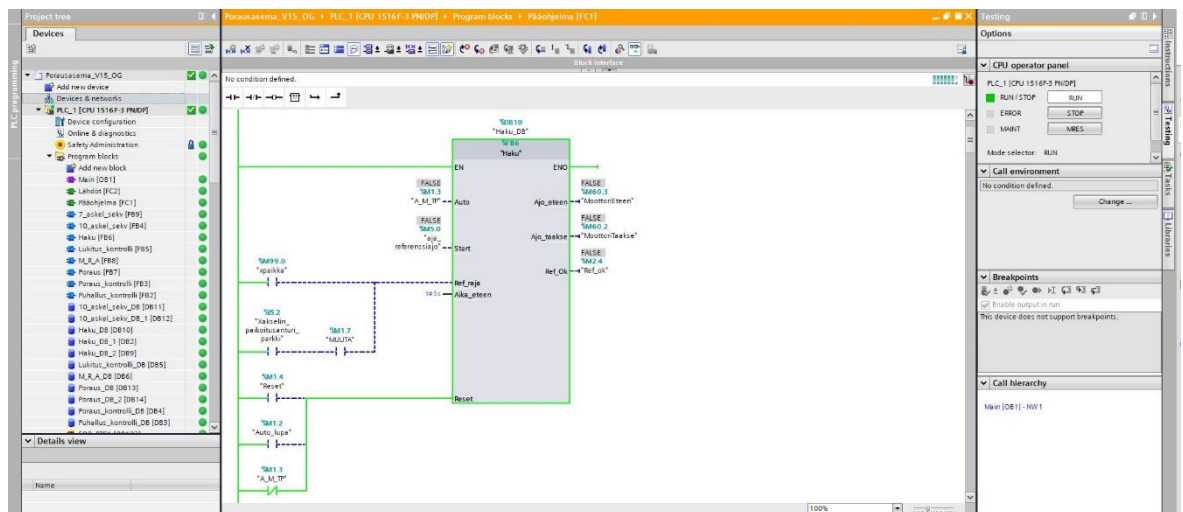 Project tree
Porausasema_V15_OG ▸ PLC_1 [CPU 1516F-3 PN/DP] ▸ Program blocks ▸ Pääohjelma [FC1]
Testing
Devices
Options
PLC programming
Porausasema_V15_OG
Add new device
Devices & networks
PLC_1 [CPU 1516F-3 PN/DP]
Device configuration
Online & diagnostics
Safety Administration
Program blocks
Add new block
Main [OB1]
Lähdöt [FC2]
Pääohjelma [FC1]
7_askel_sekv [FB9]
10_askel_sekv [FB4]
Haku [FB6]
Lukitus_kontrolli [FB5]
M_R_A [FB8]
Poraus [FB7]
Poraus_kontrolli [FB3]
Puhallus_kontrolli [FB2]
10_askel_sekv_DB [DB11]
10_askel_sekv_DB_1 [DB12]
Haku_DB [DB10]
Haku_DB_1 [DB2]
Haku_DB_2 [DB9]
Lukitus_kontrolli_DB [DB5]
M_R_A_DB [DB6]
Poraus_DB [DB13]
Poraus_DB_2 [DB14]
Poraus_kontrolli_DB [DB4]
Puhallus_kontrolli_DB [DB3]
Details view
Name
Block interface
No condition defined.
%DB10
"Haku_DB"
%FB6
"Haku"
EN
ENO
FALSE
%M1.3
"A_M_TP"
Auto
FALSE
%M5.0
"aja_
referenssiajo"
Start
%M99.0
"xpaikka"
Ref_raja
t#5s
Aika_eteen
%I5.2
"Xakselin_
paikoitusanturi_
parkki"
%M1.7
"MUUTA"
%M1.4
"Reset"
Reset
%M1.2
"Auto_lupa"
%M1.3
"A_M_TP"
FALSE
%M60.3
Ajo_eteen
"MoottoriEteen"
FALSE
%M60.2
Ajo_taakse
"MoottoriTaakse"
FALSE
%M2.4
Ref_Ok
"Ref_ok"
100%
CPU operator panel
PLC_1 [CPU 1516F-3 PN/DP]
RUN / STOP
RUN
ERROR
STOP
MAINT
MRES
Mode selector: RUN
Call environment
No condition defined.
Change ...
Breakpoints
Enable output in run
This device does not support breakpoints.
Call hierarchy
Main [OB1] - NW1
Instructions
Testing
Tasks
Libraries